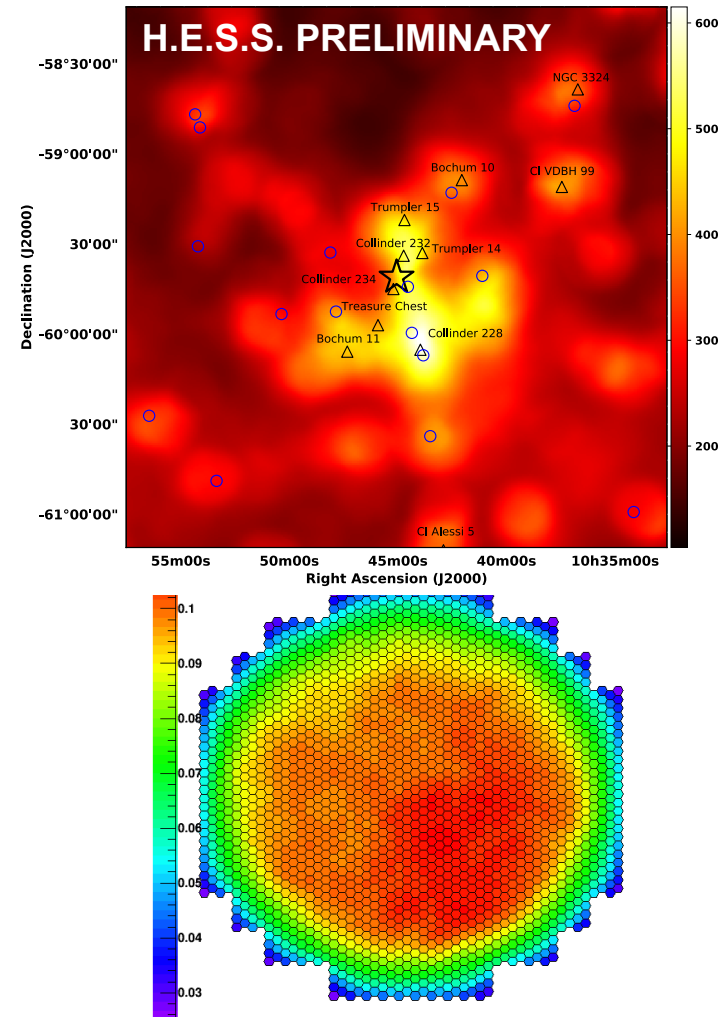 H.E.S.S. PRELIMINARY
-58°30'00"
NGC 3324
600
-59°00'00"
Bochum 10
Cl VDBH 99
Trumpler 15
500
30'00"
Collinder 232
Trumpler 14
Collinder 234
400
Declination (J2000)
Treasure Chest
-60°00'00"
Bochum 11
Collinder 228
300
30'00"
200
-61°00'00"
Cl Alessi 5
55m00s 50m00s 45m00s 40m00s 10h35m00s
Right Ascension (J2000)
0.1
0.09
0.08
0.07
0.06
0.05
0.04
0.03